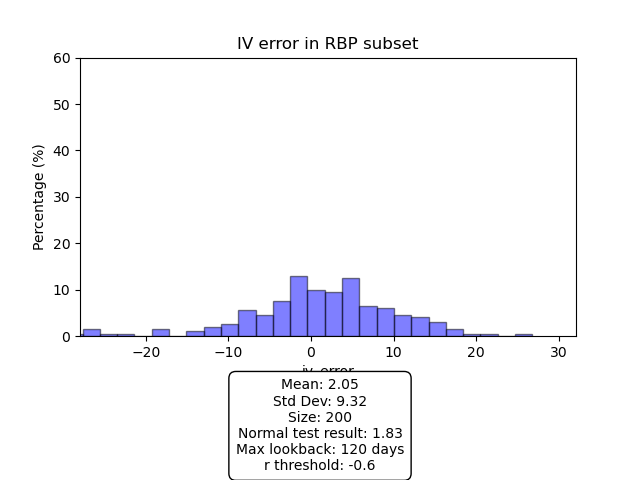 IV error in RBP subset
60
50
40
30
20
10
0
Percentage (%)
−20
−10
0
10
20
30
iv_error
Mean: 2.05
Std Dev: 9.32
Size: 200
Normal test result: 1.83
Max lookback: 120 days
r threshold: -0.6